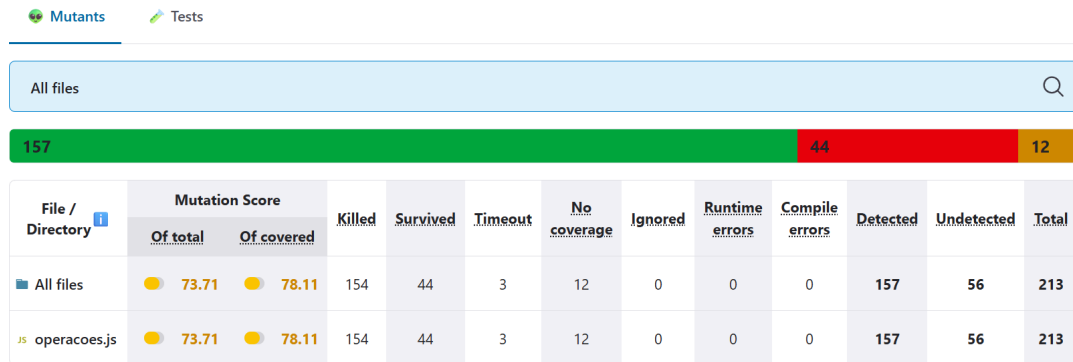 Mutants Tests
All files
157 44 12
File / Directory Mutation Score Killed Survived Timeout No coverage Ignored Runtime errors Compile errors Detected Undetected Total
Of total Of covered
All files 73.71 78.11 154 44 3 12 0 0 0 157 56 213
JS operacoes.js 73.71 78.11 154 44 3 12 0 0 0 157 56 213